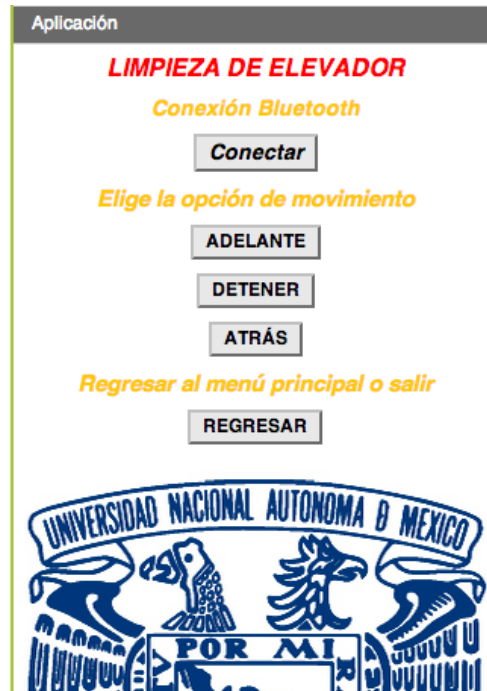 Aplicación
LIMPIEZA DE ELEVADOR
Conexión Bluetooth
Conectar
Elige la opción de movimiento
ADELANTE
DETENER
ATRÁS
Regresar al menú principal o salir
REGRESAR
UNIVERSIDAD NACIONAL AUTONOMA Ð MEXICO
POR MI R